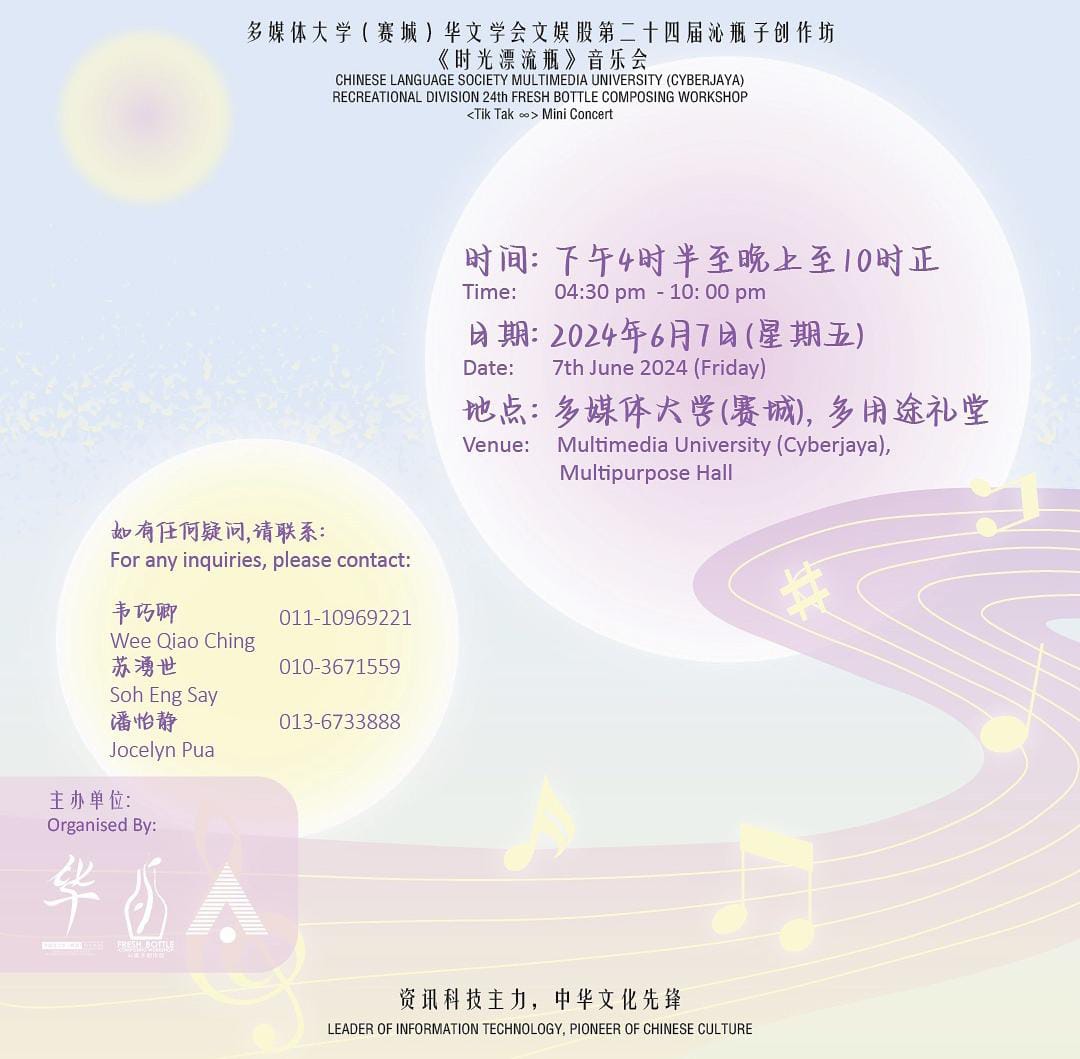 多媒体大学（赛城）华文学会文娱股第二十四届沁瓶子创作坊
《时光漂流瓶》音乐会
CHINESE LANGUAGE SOCIETY MULTIMEDIA UNIVERSITY (CYBERJAYA)
RECREATIONAL DIVISION 24th FRESH BOTTLE COMPOSING WORKSHOP
<Tik Tak ∞> Mini Concert
时间: 下午4时半至晚上至10时正
Time: 04:30 pm - 10: 00 pm
日期: 2024年6月7日(星期五)
Date: 7th June 2024 (Friday)
地点: 多媒体大学(赛城), 多用途礼堂
Venue: Multimedia University (Cyberjaya),
Multipurpose Hall
如有任何疑问,请联系:
For any inquiries, please contact:
韦巧卿 011-10969221
Wee Qiao Ching
苏湧世 010-3671559
Soh Eng Say
潘怡静 013-6733888
Jocelyn Pua
主办单位:
Organised By:
华
FRESH BOTTLE
COMPOSING WORKSHOP
资讯科技主力，中华文化先锋
LEADER OF INFORMATION TECHNOLOGY, PIONEER OF CHINESE CULTURE